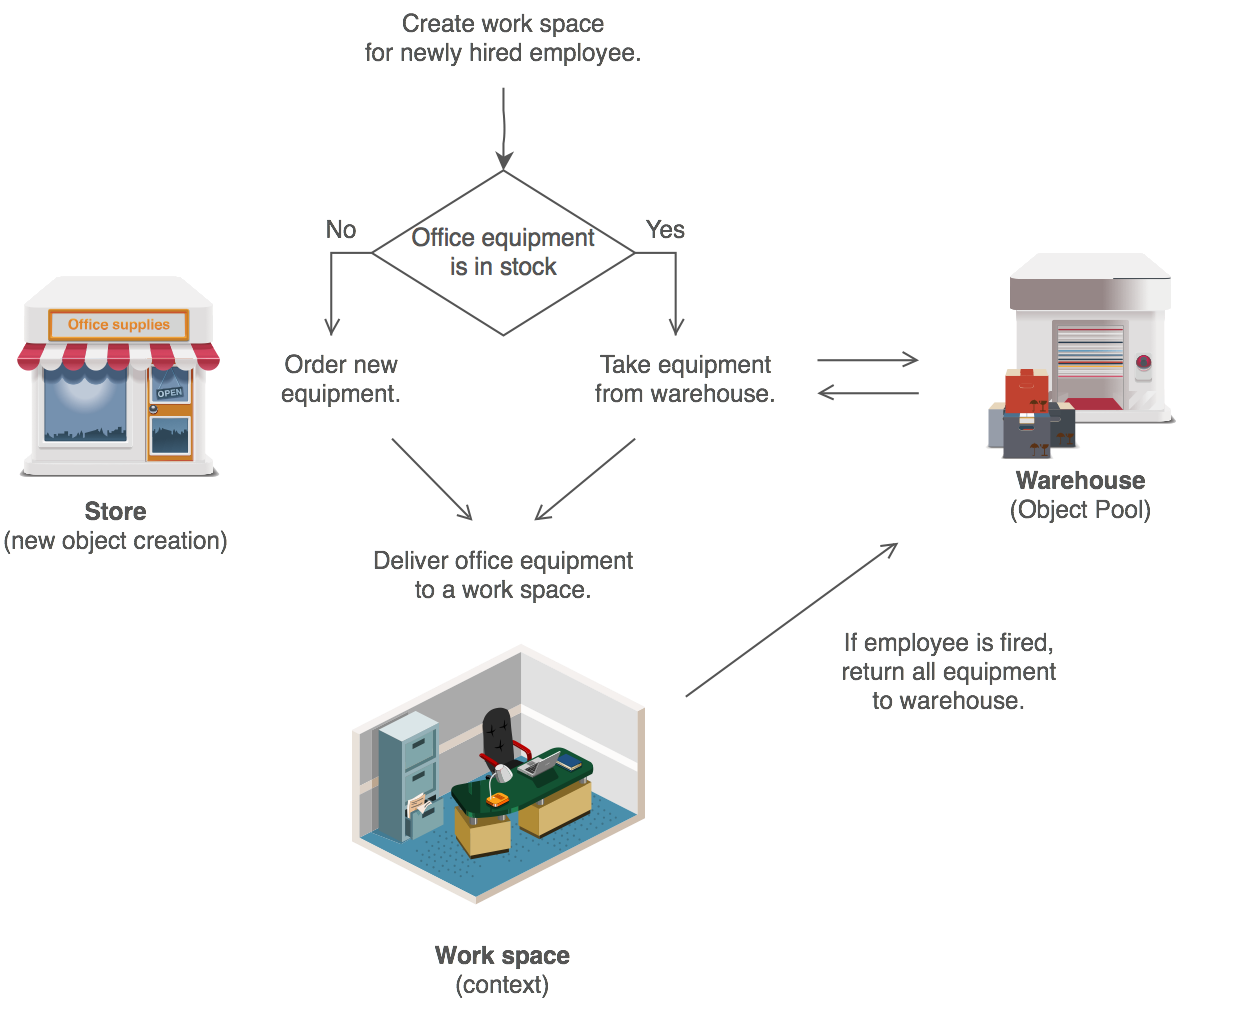 Create work space
for newly hired employee.
No
Yes
Office equipment
is in stock
Office supplies
OPEN
Order new
equipment.
Take equipment
from warehouse.
Store
(new object creation)
Warehouse
(Object Pool)
Deliver office equipment
to a work space.
If employee is fired,
return all equipment
to warehouse.
Work space
(context)